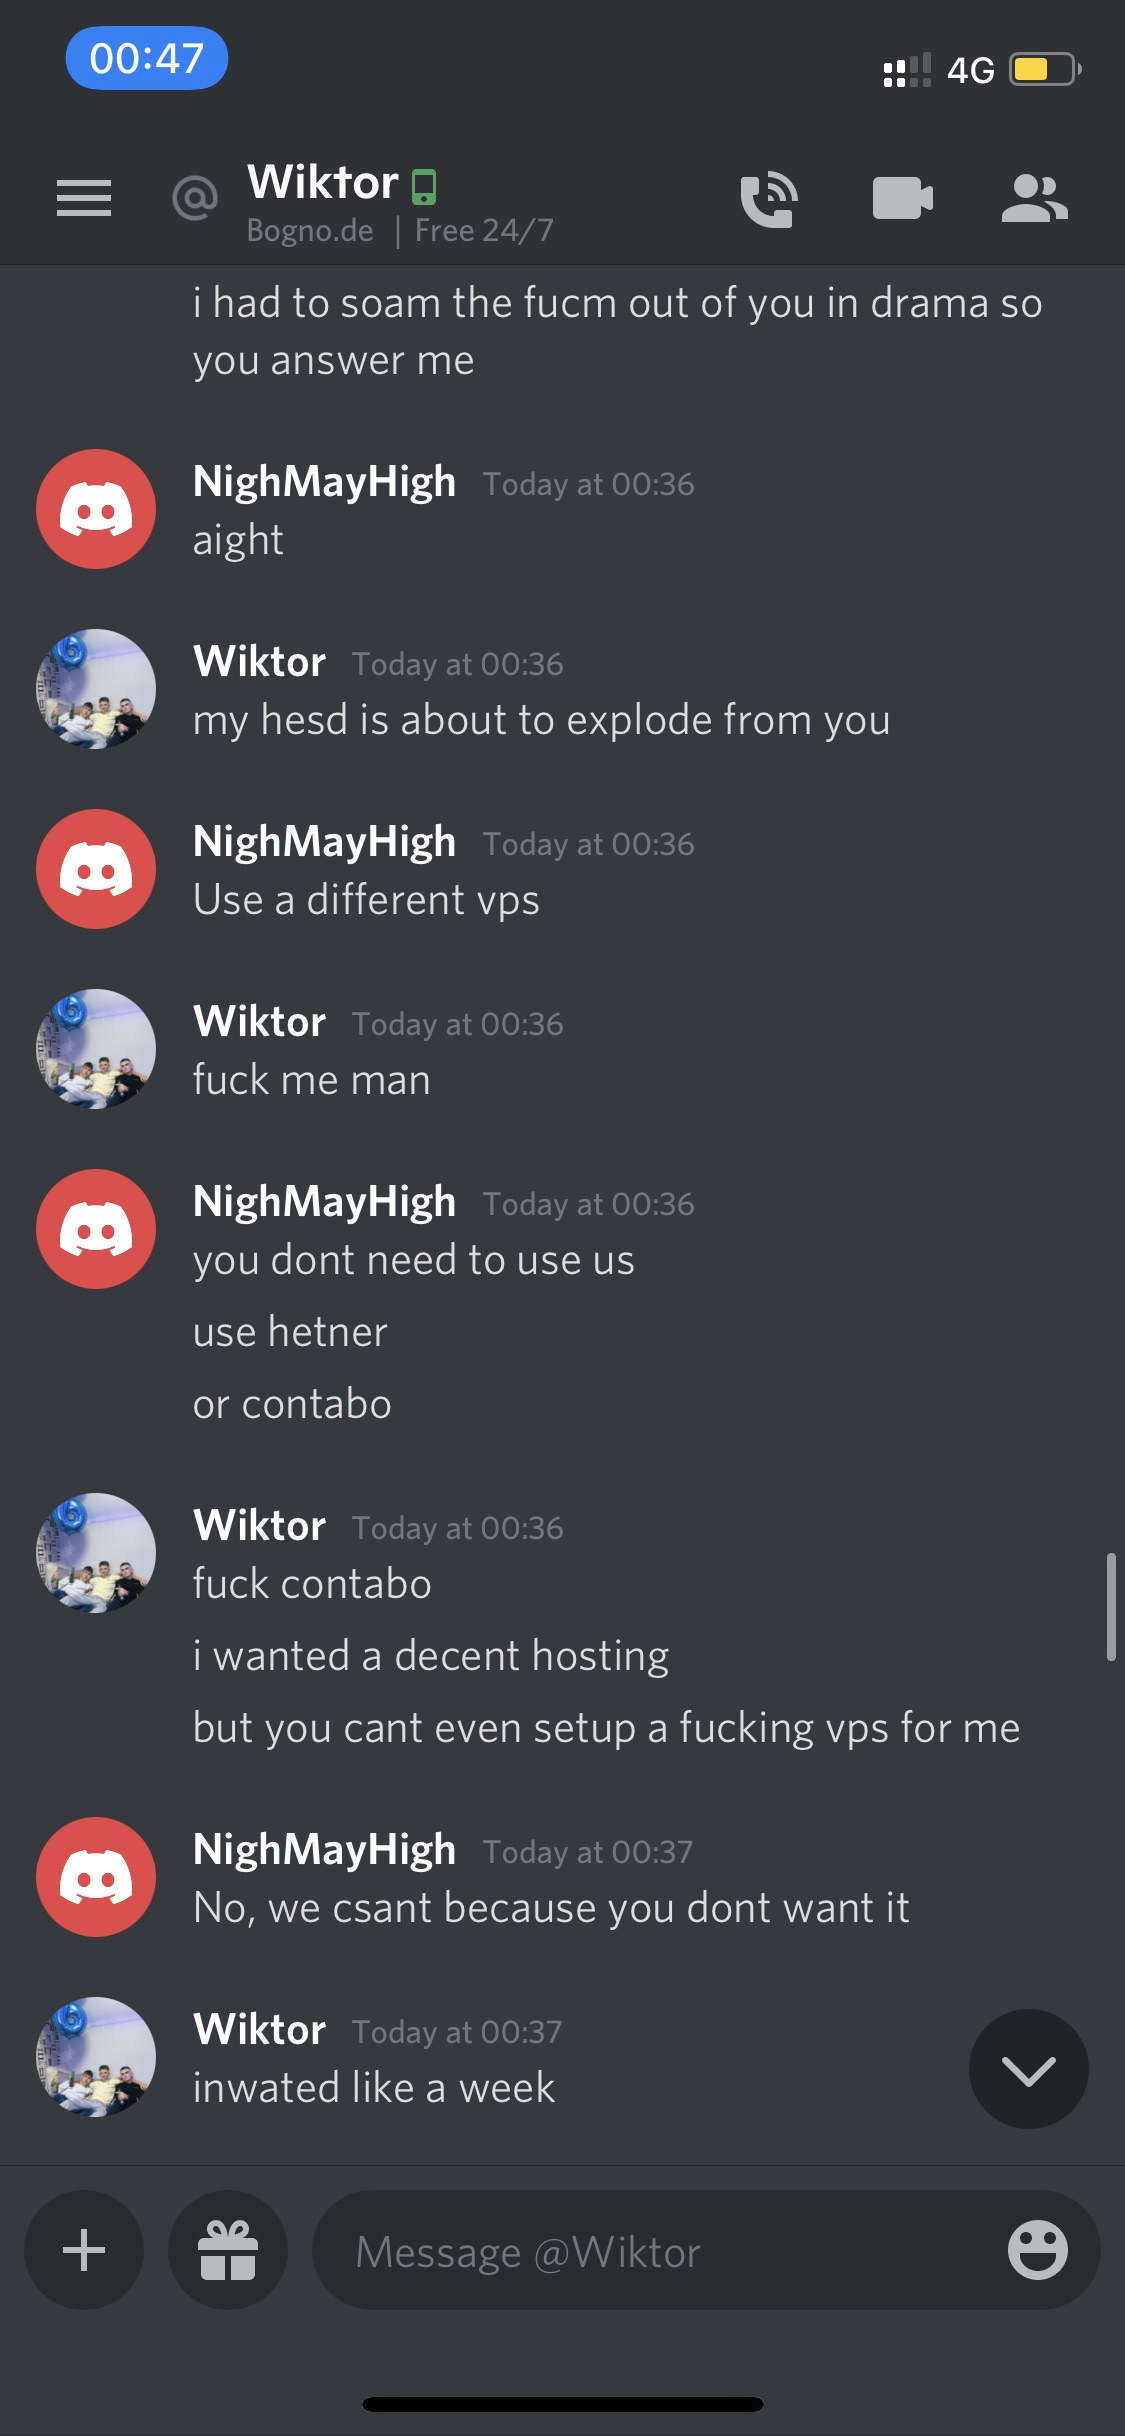 00:47
4G
Wiktor
Bogno.de | Free 24/7
i had to soam the fucm out of you in drama so
you answer me
NighMayHigh Today at 00:36
aight
Wiktor Today at 00:36
my hesd is about to explode from you
NighMayHigh Today at 00:36
Use a different vps
Wiktor Today at 00:36
fuck me man
NighMayHigh Today at 00:36
you dont need to use us
use hetner
or contabo
Wiktor Today at 00:36
fuck contabo
i wanted a decent hosting
but you cant even setup a fucking vps for me
NighMayHigh Today at 00:37
No, we csant because you dont want it
Wiktor Today at 00:37
inwated like a week
Message @Wiktor